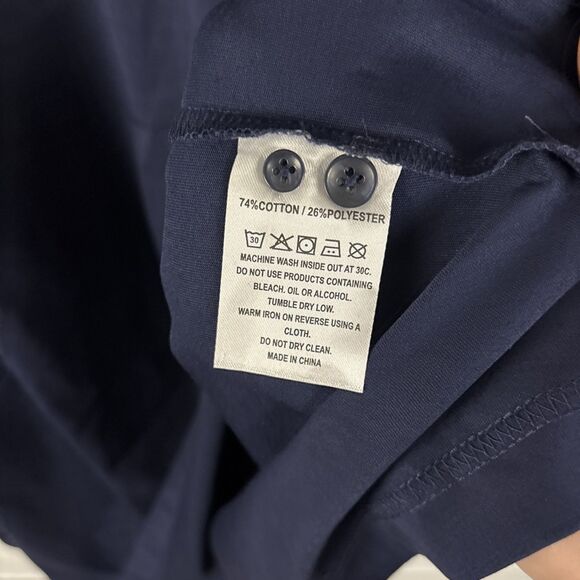 74%COTTON / 26%POLYESTER
30
MACHINE WASH INSIDE OUT AT 30C.
DO NOT USE PRODUCTS CONTAINING
BLEACH. OIL OR ALCOHOL.
TUMBLE DRY LOW.
WARM IRON ON REVERSE USING A
CLOTH.
DO NOT DRY CLEAN.
MADE IN CHINA